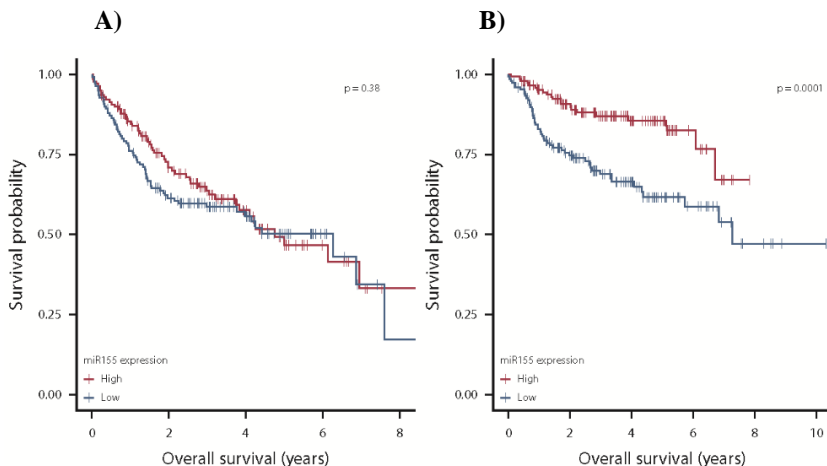 A)
p = 0.38
1.00
0.75
0.50
0.25
0.00
Survival probability
miR155 expression
High
Low
0 2 4 6 8
Overall survival (years)
B)
p = 0.0001
1.00
0.75
0.50
0.25
0.00
Survival probability
miR155 expression
High
Low
0 2 4 6 8 10
Overall survival (years)